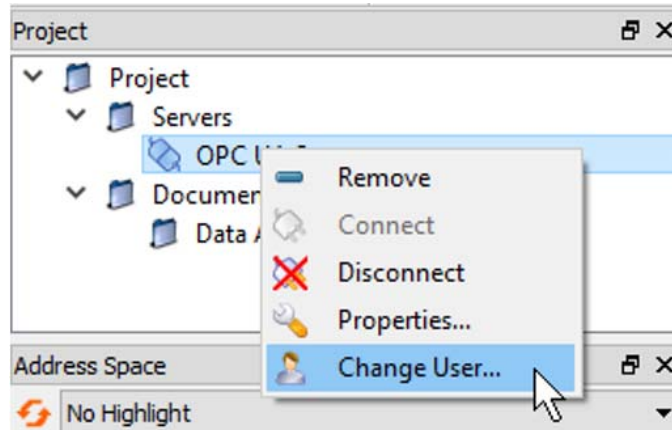 Project
Project
Servers
OPC
Remove
Documen
Connect
Data
Disconnect
Properties...
Address Space
Change User...
No Highlight